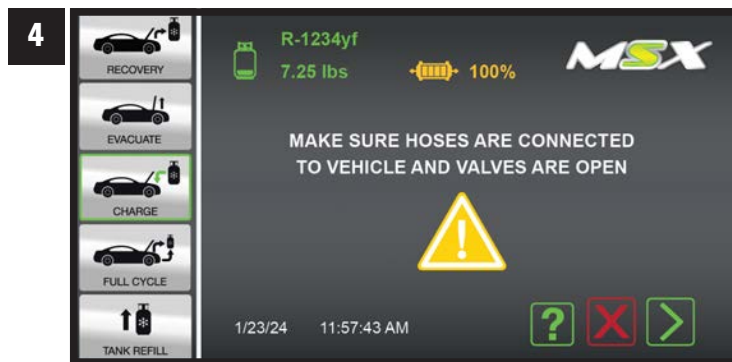 4
RECOVERY
EVACUATE
CHARGE
FULL CYCLE
TANK REFILL
R-1234yf
7.25 lbs
100%
MSX
MAKE SURE HOSES ARE CONNECTED
TO VEHICLE AND VALVES ARE OPEN
!
1/23/24 11:57:43 AM
? X >